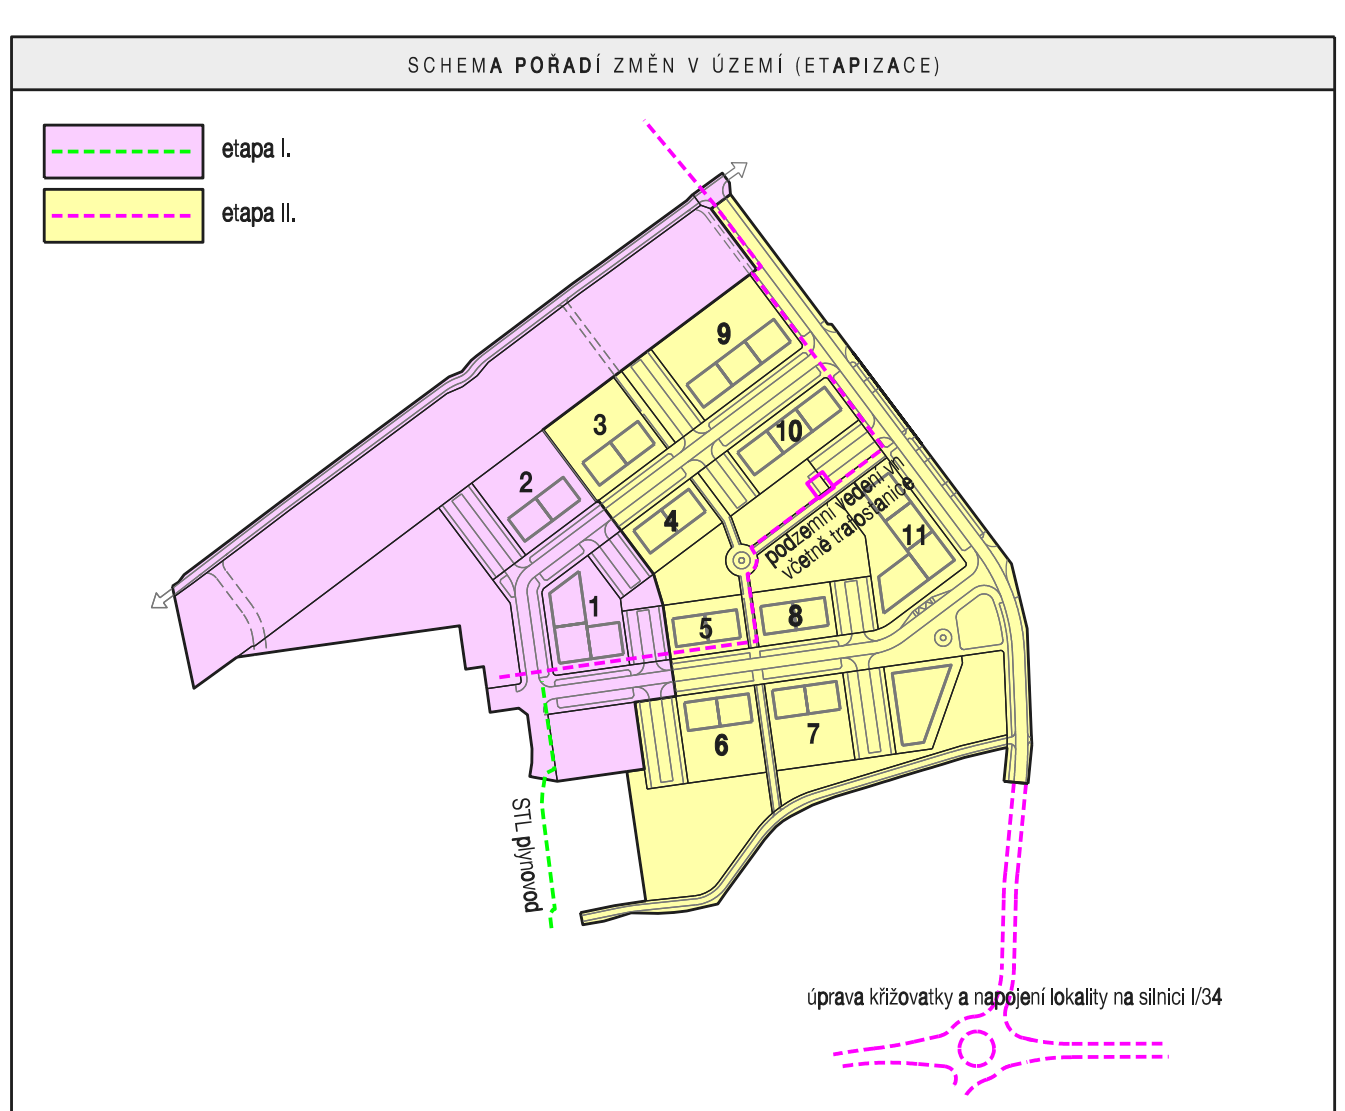 SCHEMA POŘADÍ ZMĚN V ÚZEMÍ (ETAPIZACE)
etapa I.
etapa II.
9
3
10
2
4
11
podzemní vedení vn
včetně trafostanice
1
5
8
6
7
STL plynovod
úprava křižovatky a napojení lokality na silnici I/34